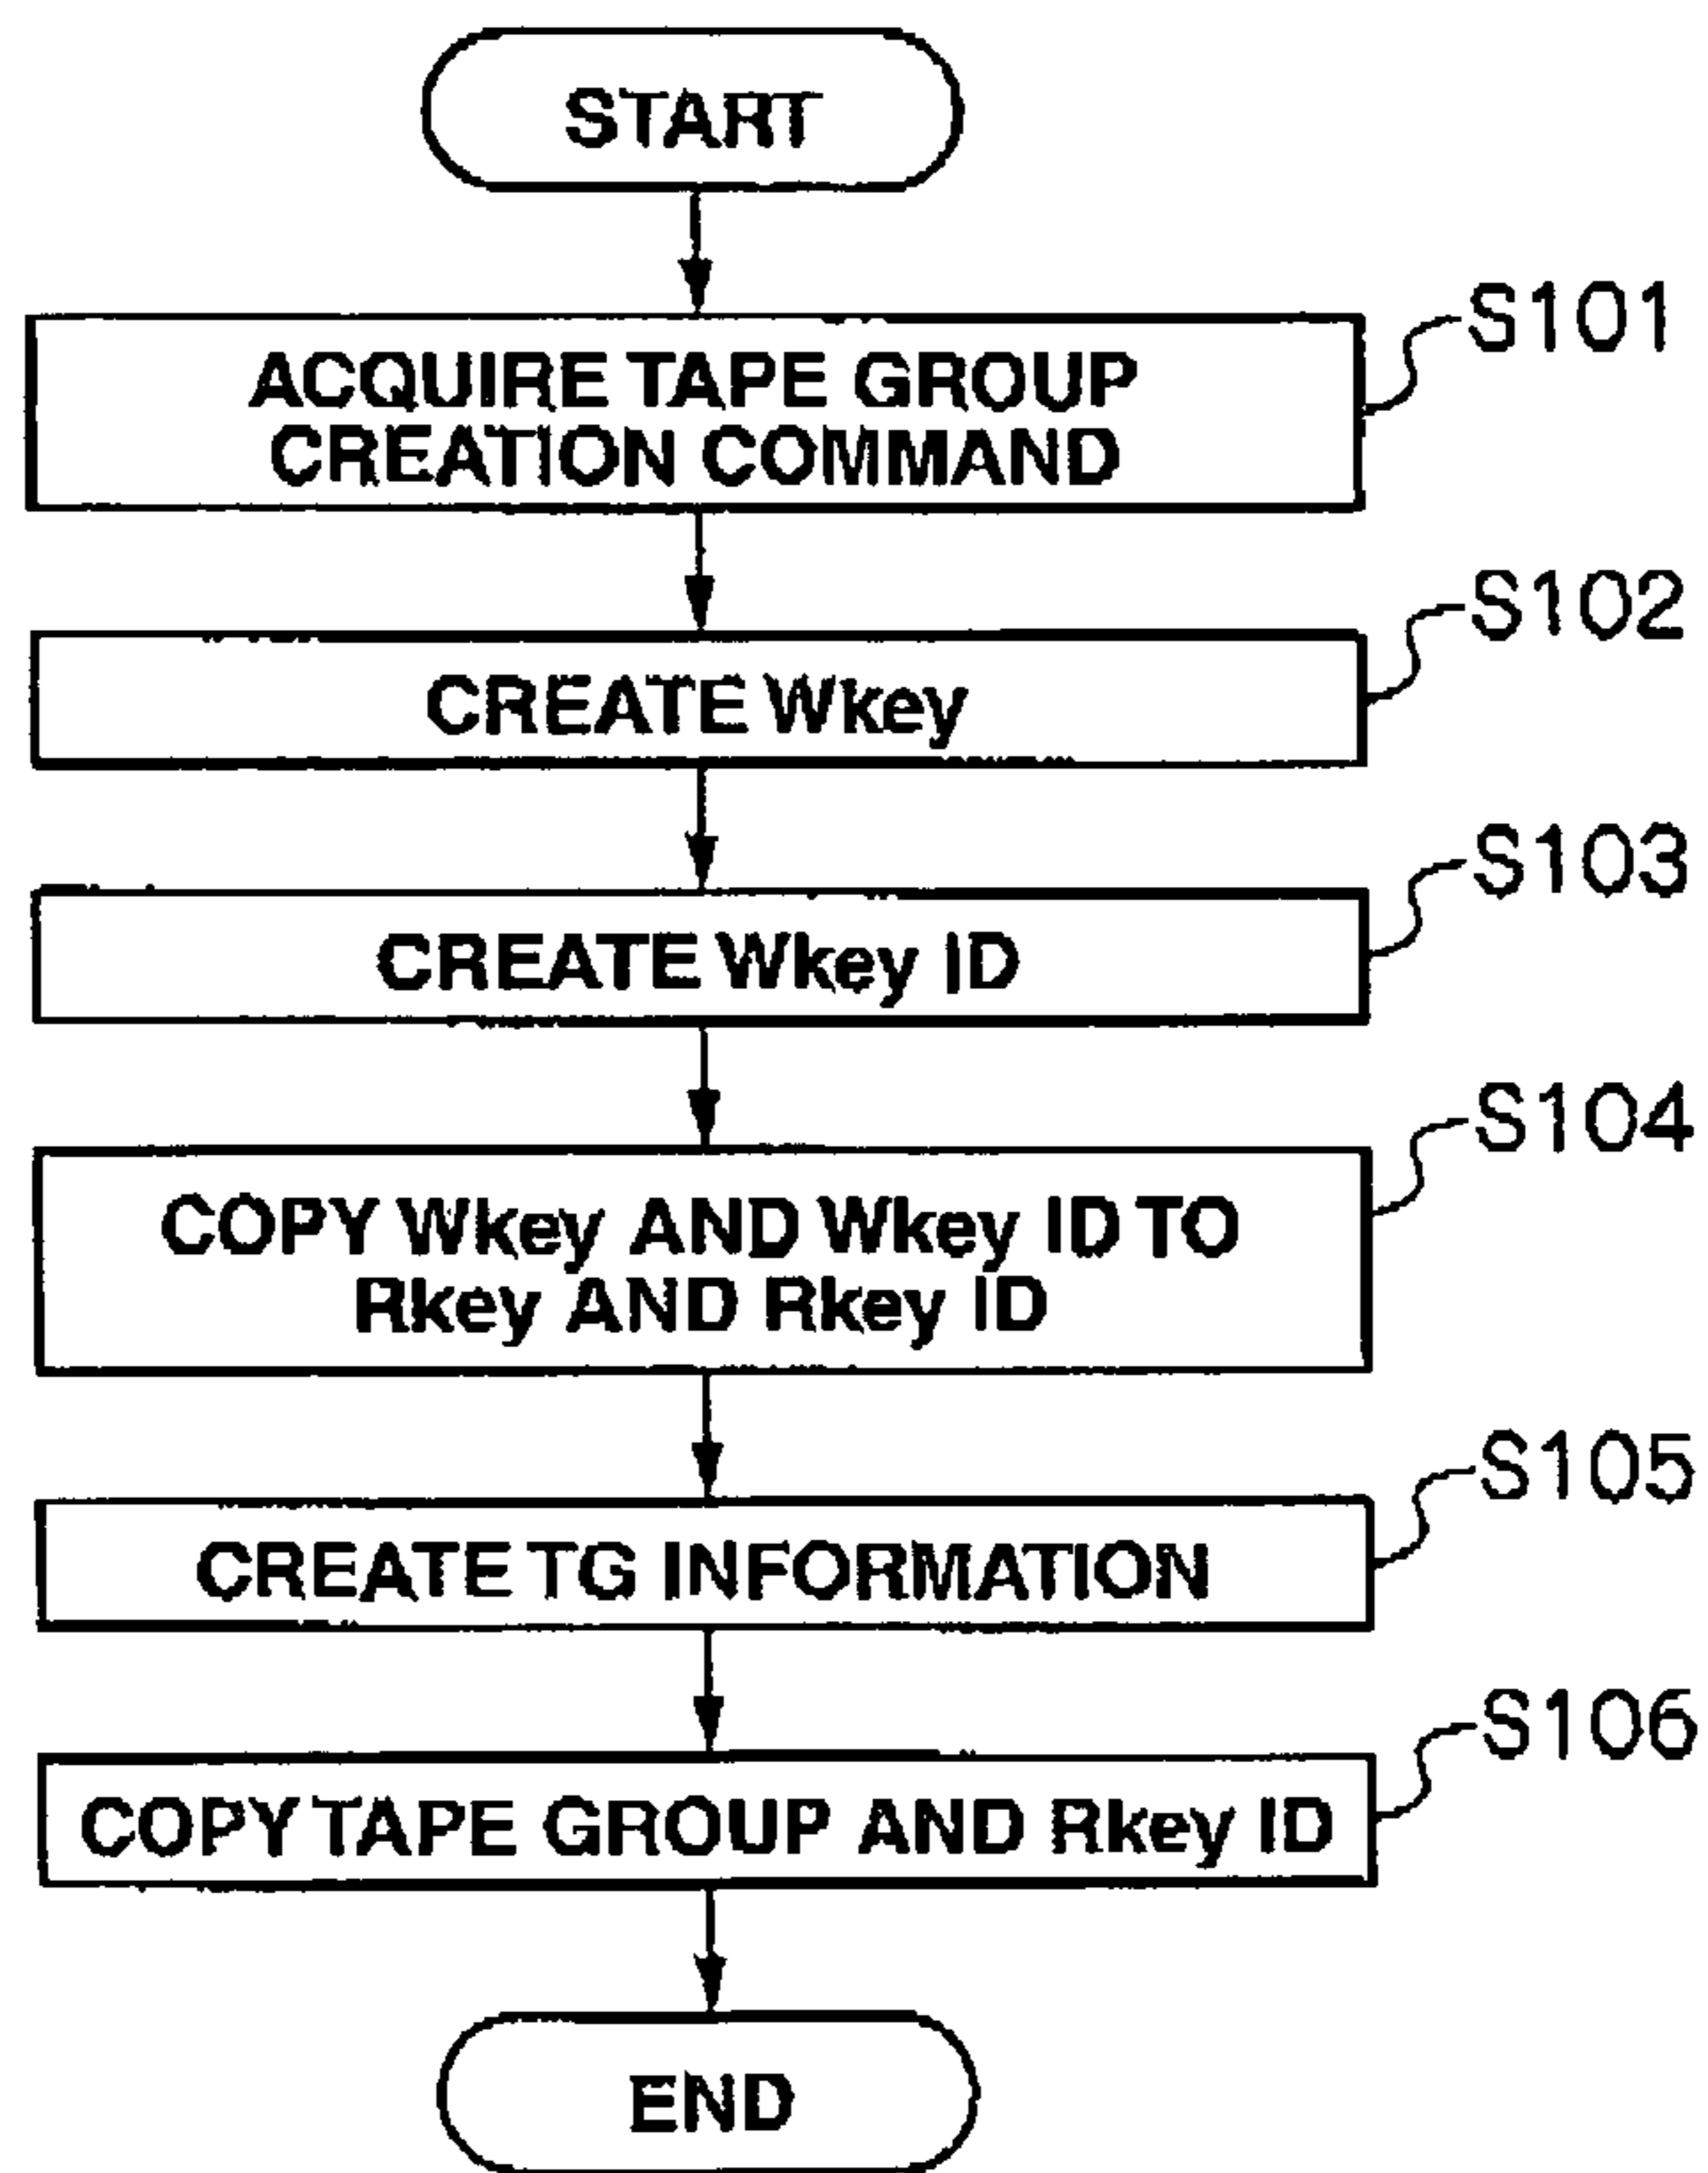 START
S101
ACQUIRE TAPE GROUP
CREATION COMMAND
S102
CREATE Wkey
S103
CREATE Wkey ID
S104
COPY Wkey AND Wkey ID TO
Rkey AND Rkey ID
S105
CREATE TG INFORMATION
S106
COPY TAPE GROUP AND Rkey ID
END